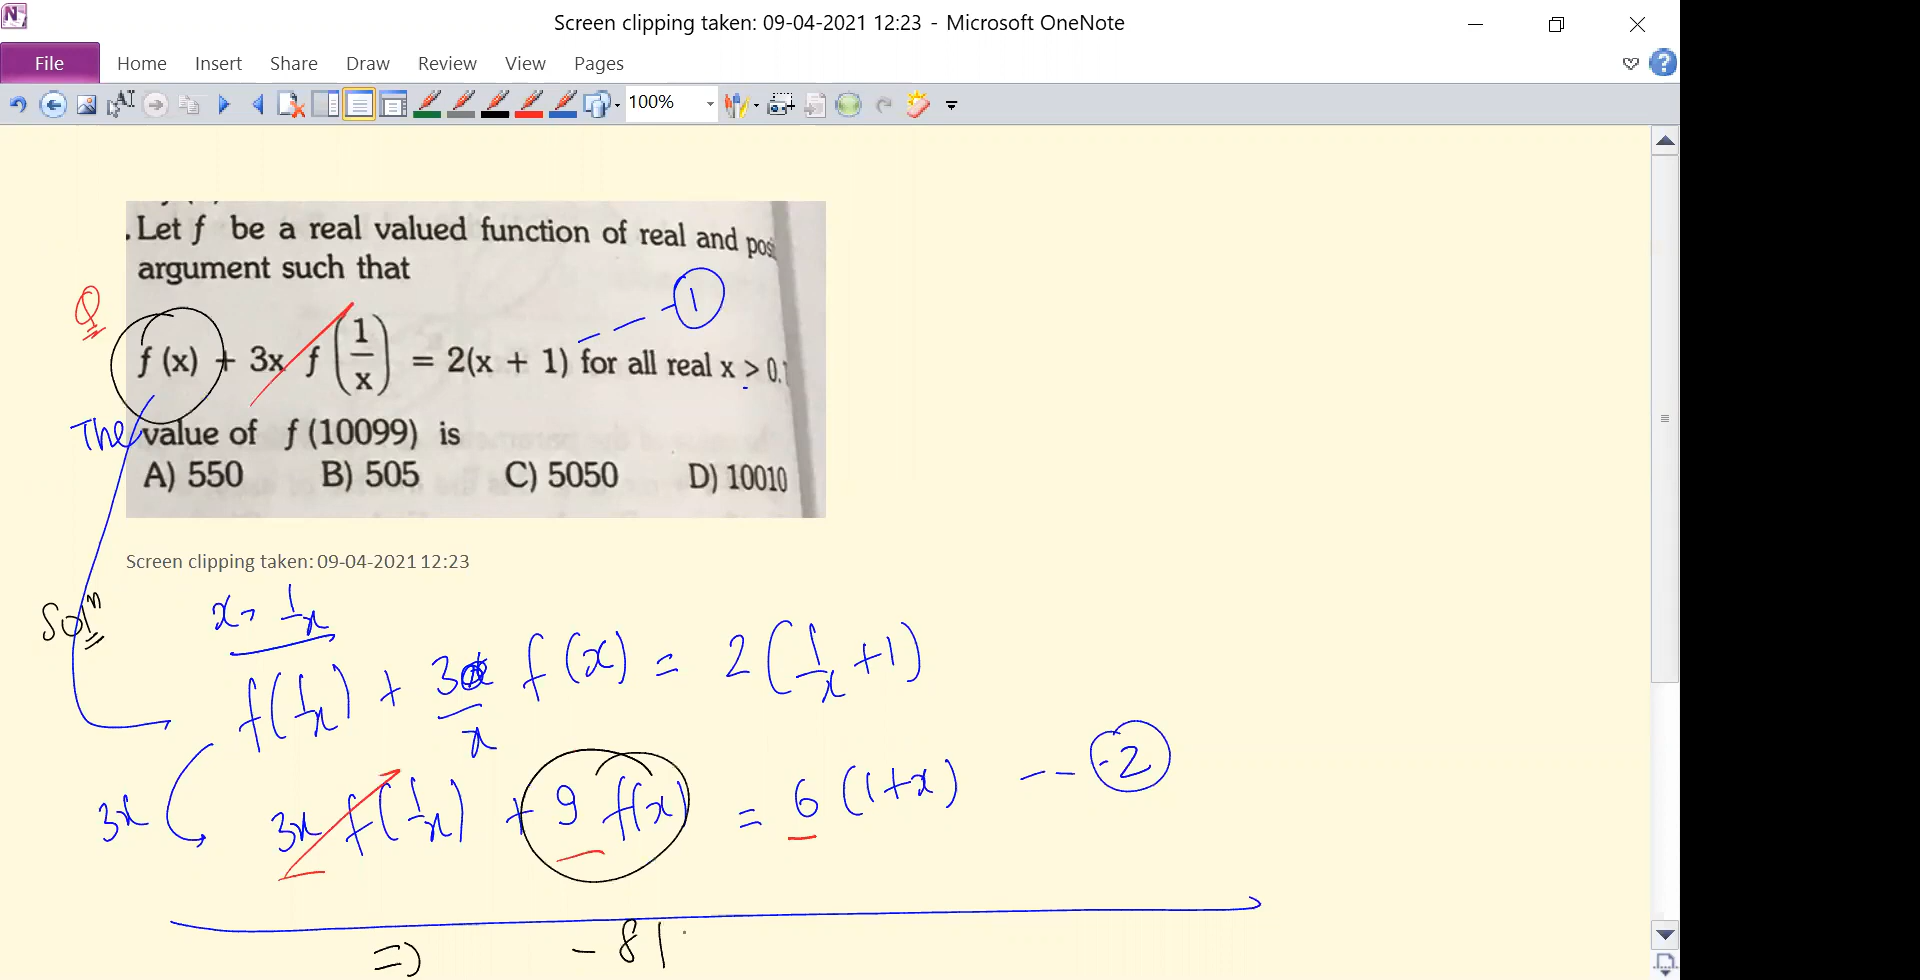 Screen clipping taken: 09-04-2021 12:23 - Microsoft OneNote
File Home Insert Share Draw Review View Pages
100%
. Let f be a real valued function of real and posi
argument such that
Q
f (x) + 3x f (1/x) = 2(x + 1) for all real x > 0. --- 1
The value of f (10099) is
A) 550 B) 505 C) 5050 D) 10010
Screen clipping taken: 09-04-2021 12:23
Solⁿ
x → 1/x
f(1/x) + 3/x f(x) = 2(1/x + 1)
3x
3x f(1/x) + 9 f(x) = 6(1+x) --- 2
=> - 8